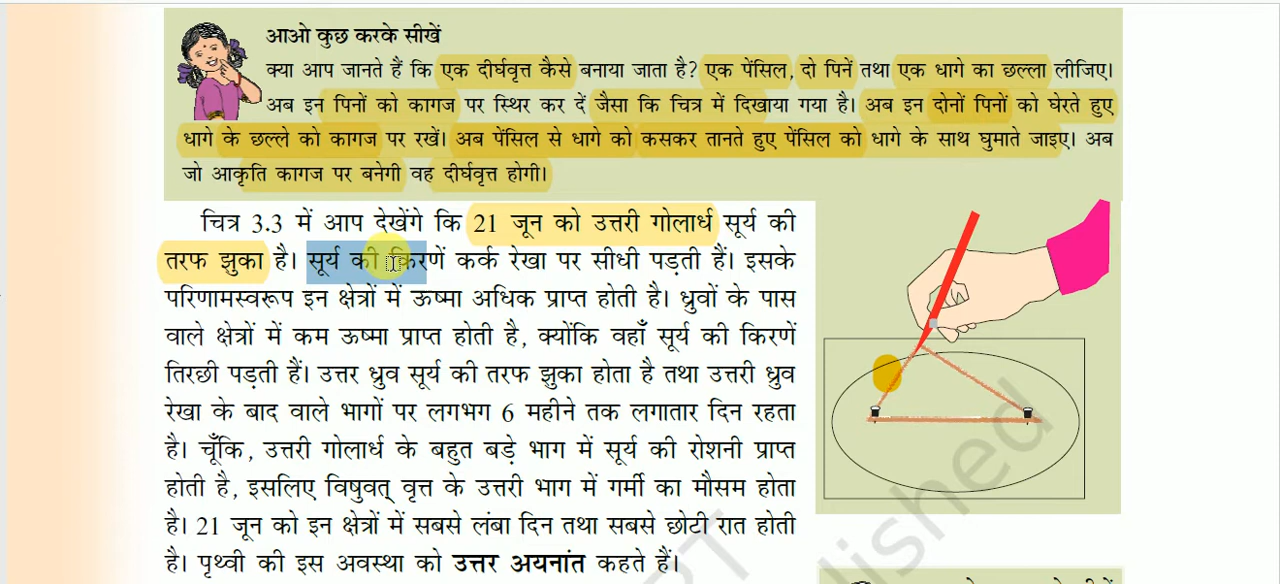 आओ कुछ करके सीखें
क्या आप जानते हैं कि एक दीर्घवृत्त कैसे बनाया जाता है? एक पेंसिल, दो पिनें तथा एक धागे का छल्ला लीजिए।
अब इन पिनों को कागज पर स्थिर कर दें जैसा कि चित्र में दिखाया गया है। अब इन दोनों पिनों को घेरते हुए
धागे के छल्ले को कागज पर रखें। अब पेंसिल से धागे को कसकर तानते हुए पेंसिल को धागे के साथ घुमाते जाइए। अब
जो आकृति कागज पर बनेगी वह दीर्घवृत्त होगी।
चित्र 3.3 में आप देखेंगे कि 21 जून को उत्तरी गोलार्ध सूर्य की
तरफ झुका है। सूर्य की किरणें कर्क रेखा पर सीधी पड़ती हैं। इसके
परिणामस्वरूप इन क्षेत्रों में ऊष्मा अधिक प्राप्त होती है। ध्रुवों के पास
वाले क्षेत्रों में कम ऊष्मा प्राप्त होती है, क्योंकि वहाँ सूर्य की किरणें
तिरछी पड़ती हैं। उत्तर ध्रुव सूर्य की तरफ झुका होता है तथा उत्तरी ध्रुव
रेखा के बाद वाले भागों पर लगभग 6 महीने तक लगातार दिन रहता
है। चूँकि, उत्तरी गोलार्ध के बहुत बड़े भाग में सूर्य की रोशनी प्राप्त
होती है, इसलिए विषुवत् वृत्त के उत्तरी भाग में गर्मी का मौसम होता
है। 21 जून को इन क्षेत्रों में सबसे लंबा दिन तथा सबसे छोटी रात होती
है। पृथ्वी की इस अवस्था को उत्तर अयनांत कहते हैं।